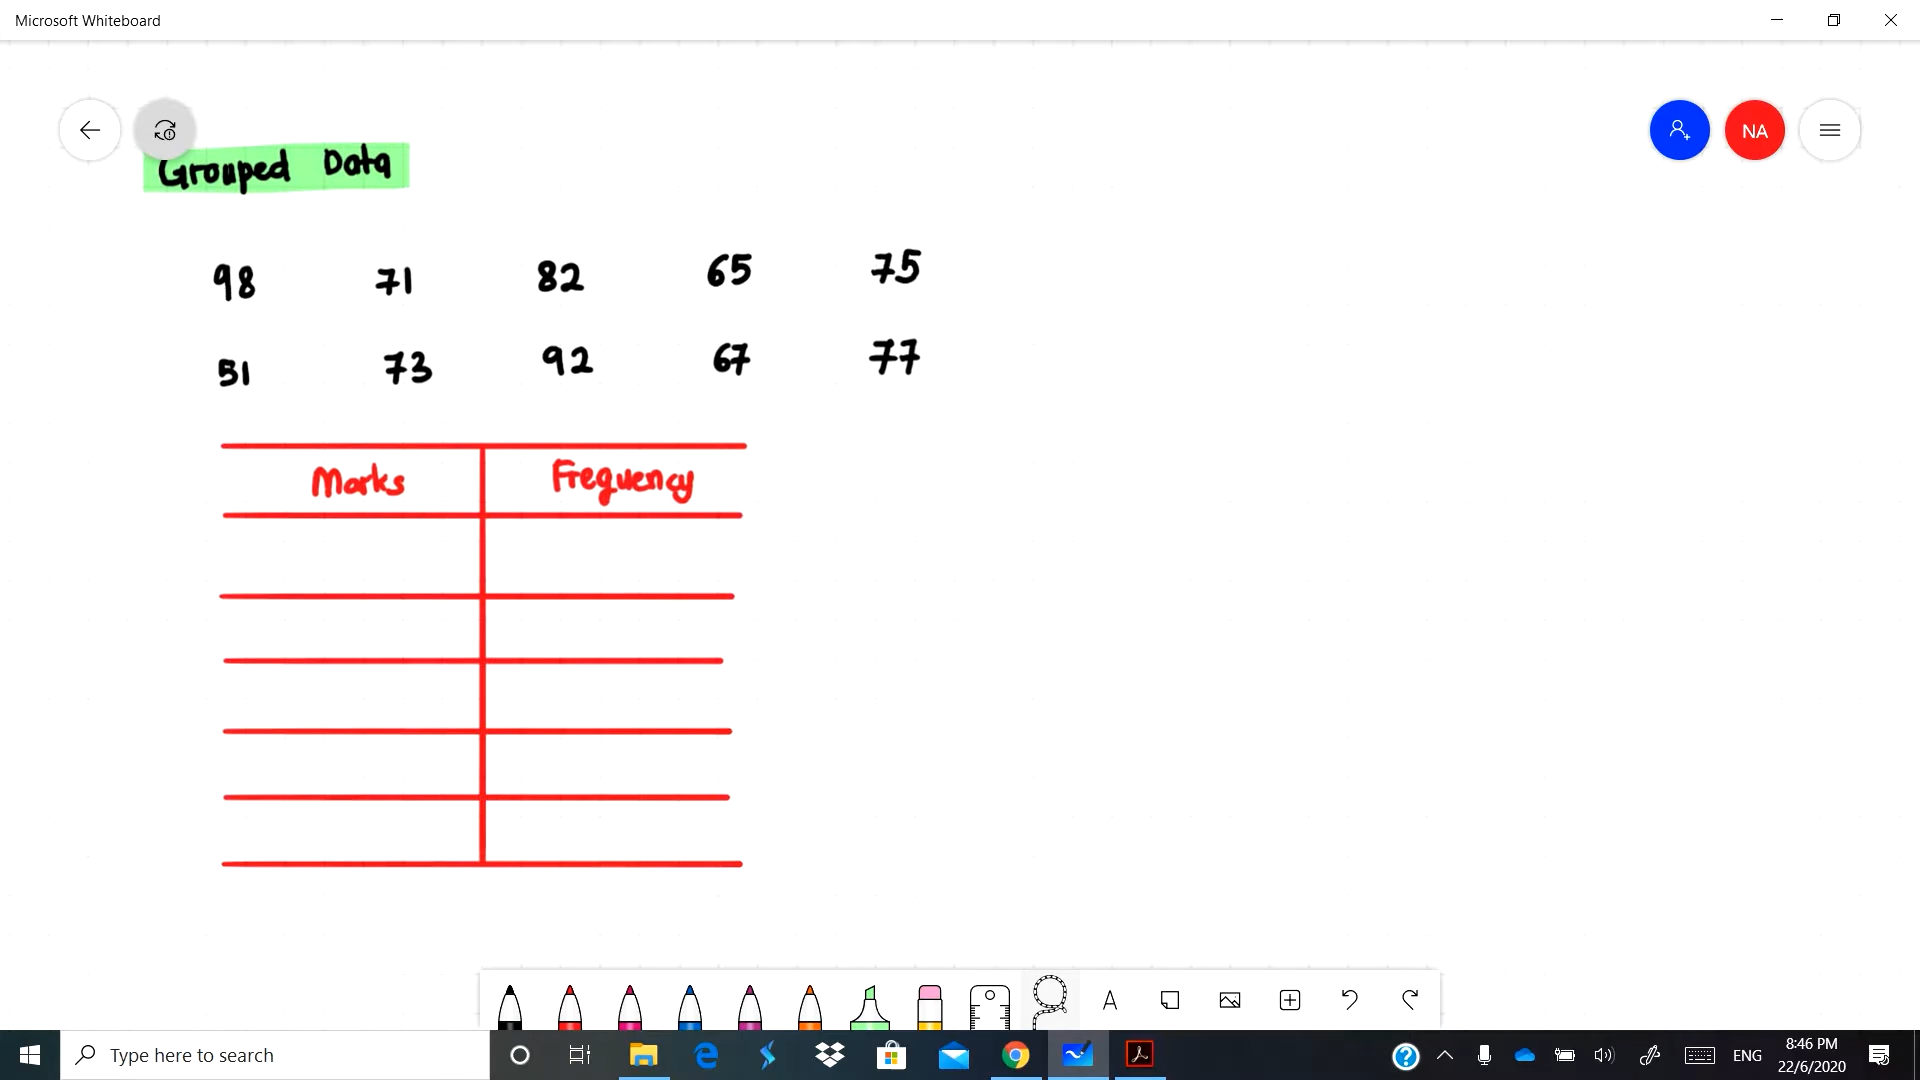 Microsoft Whiteboard
NA
Grouped Data
98 71 82 65 75
51 73 92 67 77
Marks Frequency
Type here to search
ENG
8:46 PM
22/6/2020